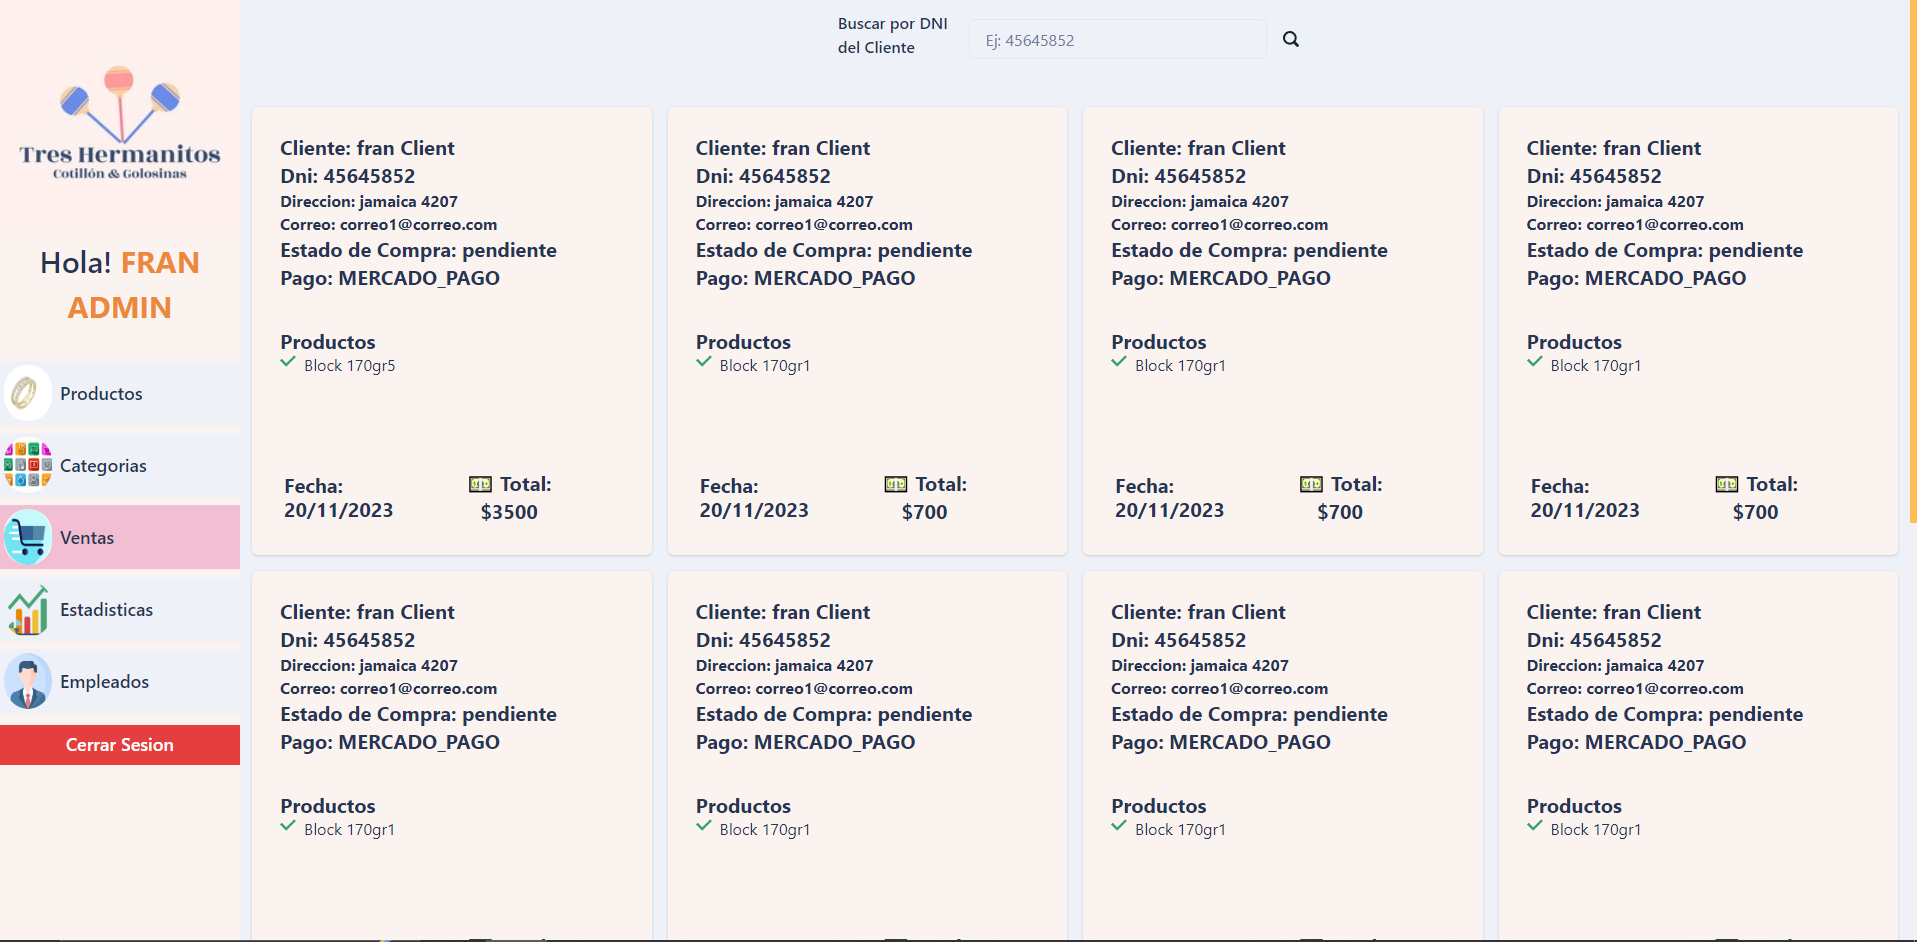 Tres Hermanitos
Cotillón & Golosinas
Hola! FRAN
ADMIN
Productos
Categorias
Ventas
Estadisticas
Empleados
Cerrar Sesion
Buscar por DNI
del Cliente
Ej: 45645852
Cliente: fran Client
Dni: 45645852
Direccion: jamaica 4207
Correo: correo1@correo.com
Estado de Compra: pendiente
Pago: MERCADO_PAGO
Productos
Block 170gr5
Fecha:
20/11/2023
Total:
$3500
Cliente: fran Client
Dni: 45645852
Direccion: jamaica 4207
Correo: correo1@correo.com
Estado de Compra: pendiente
Pago: MERCADO_PAGO
Productos
Block 170gr1
Fecha:
20/11/2023
Total:
$700
Cliente: fran Client
Dni: 45645852
Direccion: jamaica 4207
Correo: correo1@correo.com
Estado de Compra: pendiente
Pago: MERCADO_PAGO
Productos
Block 170gr1
Fecha:
20/11/2023
Total:
$700
Cliente: fran Client
Dni: 45645852
Direccion: jamaica 4207
Correo: correo1@correo.com
Estado de Compra: pendiente
Pago: MERCADO_PAGO
Productos
Block 170gr1
Fecha:
20/11/2023
Total:
$700
Cliente: fran Client
Dni: 45645852
Direccion: jamaica 4207
Correo: correo1@correo.com
Estado de Compra: pendiente
Pago: MERCADO_PAGO
Productos
Block 170gr1
Cliente: fran Client
Dni: 45645852
Direccion: jamaica 4207
Correo: correo1@correo.com
Estado de Compra: pendiente
Pago: MERCADO_PAGO
Productos
Block 170gr1
Cliente: fran Client
Dni: 45645852
Direccion: jamaica 4207
Correo: correo1@correo.com
Estado de Compra: pendiente
Pago: MERCADO_PAGO
Productos
Block 170gr1
Cliente: fran Client
Dni: 45645852
Direccion: jamaica 4207
Correo: correo1@correo.com
Estado de Compra: pendiente
Pago: MERCADO_PAGO
Productos
Block 170gr1